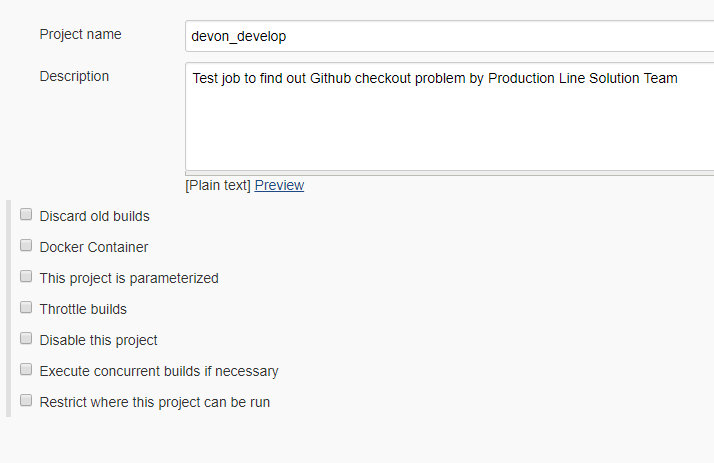 Project name
devon_develop
Description
Test job to find out Github checkout problem by Production Line Solution Team
[Plain text] Preview
Discard old builds
Docker Container
This project is parameterized
Throttle builds
Disable this project
Execute concurrent builds if necessary
Restrict where this project can be run